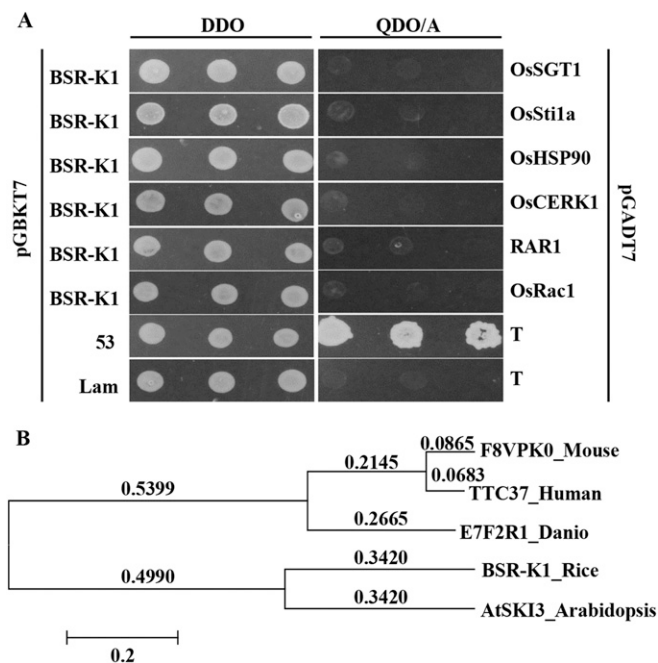 A
DDO QDO/A
pGBKT7
pGADT7
BSR-K1 OsSGT1
BSR-K1 OsSti1a
BSR-K1 OsHSP90
BSR-K1 OsCERK1
BSR-K1 RAR1
BSR-K1 OsRac1
53 T
Lam T
B
0.0865 F8VPK0_Mouse
0.2145
0.0683 TTC37_Human
0.5399
0.2665 E7F2R1_Danio
0.3420 BSR-K1_Rice
0.4990
0.3420 AtSKI3_Arabidopsis
0.2